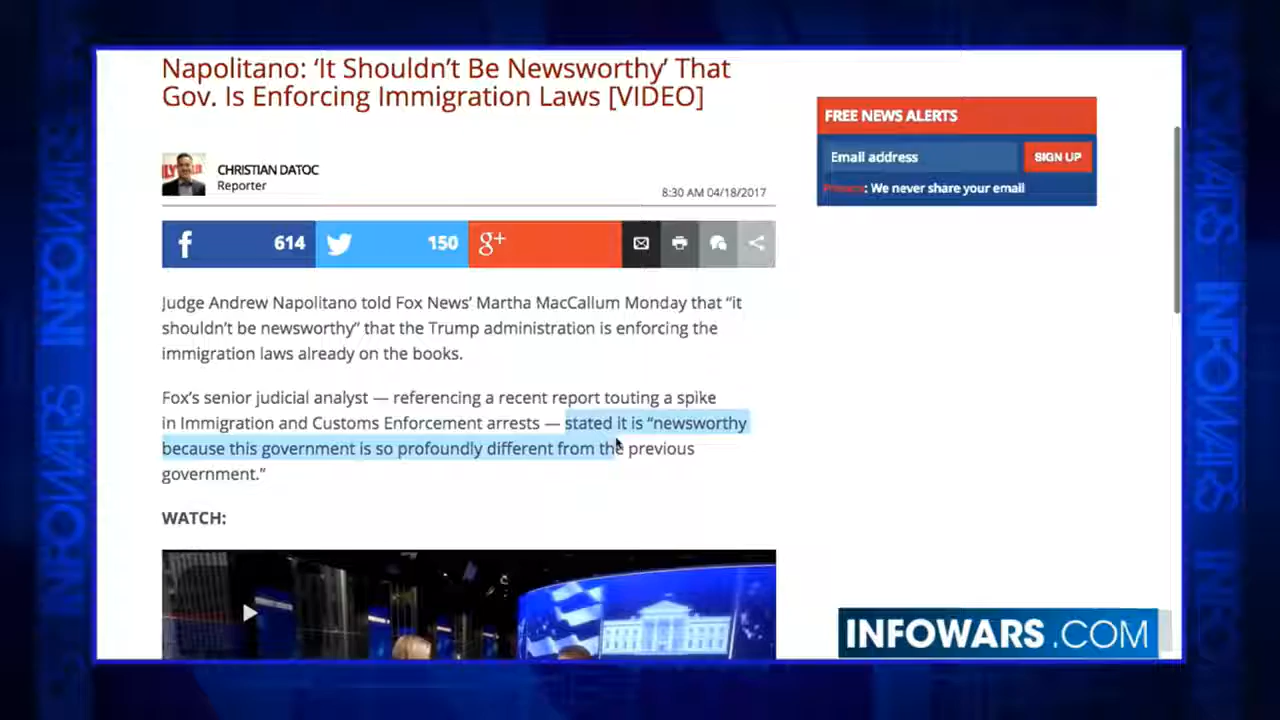 Napolitano: ‘It Shouldn’t Be Newsworthy’ That
Gov. Is Enforcing Immigration Laws [VIDEO]
CHRISTIAN DATOC
Reporter
8:30 AM 04/18/2017
614
150
g+
Judge Andrew Napolitano told Fox News’ Martha MacCallum Monday that “it
shouldn’t be newsworthy” that the Trump administration is enforcing the
immigration laws already on the books.
Fox’s senior judicial analyst — referencing a recent report touting a spike
in Immigration and Customs Enforcement arrests — stated it is “newsworthy
because this government is so profoundly different from the previous
government.”
WATCH:
FREE NEWS ALERTS
Email address
SIGN UP
Privacy: We never share your email
INFOWARS.COM
INFOWARS
INFOWARS